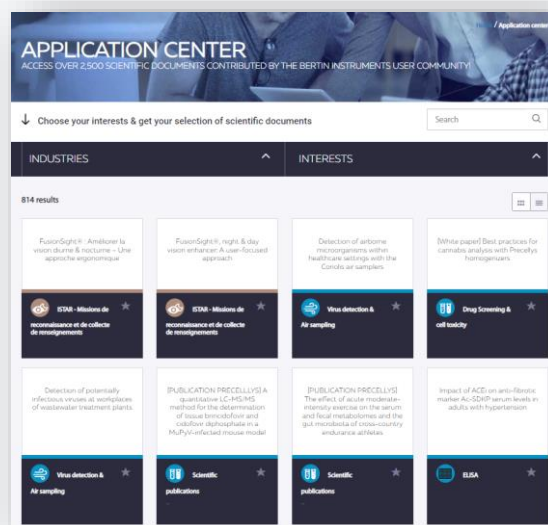 Home / Application center
APPLICATION CENTER
ACCESS OVER 2,500 SCIENTIFIC DOCUMENTS CONTRIBUTED BY THE BERTIN INSTRUMENTS USER COMMUNITY!
Choose your interests & get your selection of scientific documents
Search
INDUSTRIES
INTERESTS
814 results
FusionSight® : Améliorer la
vision diurne & nocturne – Une
approche ergonomique
ISTAR - Missions de
reconnaissance et de collecte
de renseignements
FusionSight®, night & day
vision enhancer: A user-focused
approach
ISTAR - Missions de
reconnaissance et de collecte
de renseignements
Detection of airborne
microorganisms within
healthcare settings with the
Coriolis air samplers
Virus detection &
Air sampling
[White paper] Best practices for
cannabis analysis with Precellys
homogenizers
Drug Screening &
cell toxicity
Detection of potentially
infectious viruses at workplaces
of wastewater treatment plants
Virus detection &
Air sampling
[PUBLICATION PRECELLYS] A
quantitative LC-MS/MS
method for the determination
of tissue brincidofovir and
cidofovir diphosphate in a
MuPyV-infected mouse model
Scientific
publications
[PUBLICATION PRECELLYS]
The effect of acute moderate-
intensity exercise on the serum
and fecal metabolomes and the
gut microbiota of cross-country
endurance athletes
Scientific
publications
Impact of ACEi on anti-fibrotic
marker Ac-SDKP serum levels in
adults with hypertension
ELISA